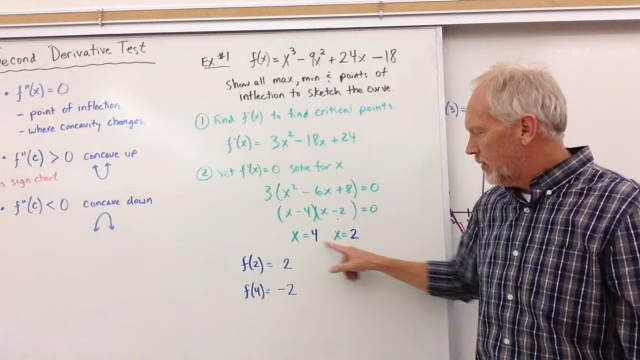 Second Derivative Test
• f"(x) = 0
- point of inflection.
- where concavity changes.
• f"(c) > 0 concave up
sign chart
• f"(c) < 0 concave down
Ex #1 f(x) = x³ - 9x² + 24x - 18
Show all max, min & points of
inflection to sketch the curve.
① Find f'(x) to find critical points.
f'(x) = 3x² - 18x + 24
② Set f'(x) = 0 solve for x
3(x² - 6x + 8) = 0
(x - 4)(x - 2) = 0
x = 4 x = 2
f(2) = 2
f(4) = -2
(3) =